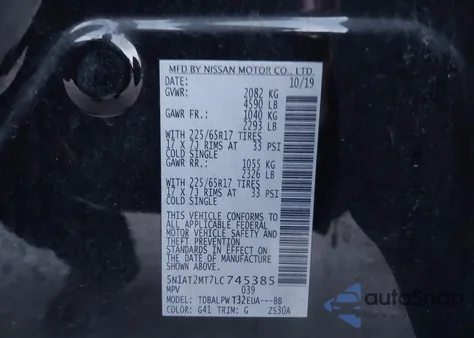 MFD BY NISSAN MOTOR CO., LTD.
DATE: 10/19
GVWR: 2082 KG
4590 LB
GAWR FR.: 1040 KG
2293 LB
WITH 225/65R17 TIRES
17 X 7J RIMS AT 33 PSI
COLD SINGLE
GAWR RR.: 1055 KG
2326 LB
WITH 225/65R17 TIRES
17 X 7J RIMS AT 33 PSI
COLD SINGLE
THIS VEHICLE CONFORMS TO
ALL APPLICABLE FEDERAL
MOTOR VEHICLE SAFETY AND
THEFT PREVENTION
STANDARDS IN EFFECT ON
THE DATE OF MANUFACTURE
SHOWN ABOVE.
5N1AT2MT7LC745385
MPV 039
MODEL: TDBALPWT32EUA---BB
COLOR: G41 TRIM: G ZS30A
autoSnap